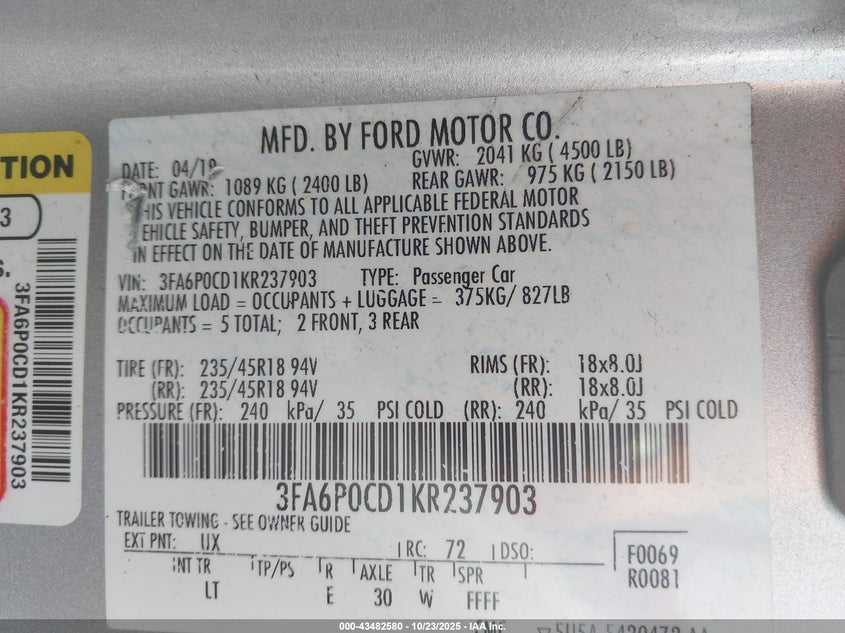 TION
3
3FA6P0CD1KR237903
MFD. BY FORD MOTOR CO.
DATE: 04/19 GVWR: 2041 KG ( 4500 LB)
GAWR: 1089 KG ( 2400 LB) REAR GAWR: 975 KG ( 2150 LB)
THIS VEHICLE CONFORMS TO ALL APPLICABLE FEDERAL MOTOR
VEHICLE SAFETY, BUMPER, AND THEFT PREVENTION STANDARDS
IN EFFECT ON THE DATE OF MANUFACTURE SHOWN ABOVE.
VIN: 3FA6P0CD1KR237903 TYPE: Passenger Car
MAXIMUM LOAD = OCCUPANTS + LUGGAGE = 375KG/ 827LB
OCCUPANTS = 5 TOTAL; 2 FRONT, 3 REAR
TIRE (FR): 235/45R18 94V RIMS (FR): 18x8.0J
(RR): 235/45R18 94V (RR): 18x8.0J
PRESSURE (FR): 240 kPa/ 35 PSI COLD (RR): 240 kPa/ 35 PSI COLD
3FA6P0CD1KR237903
TRAILER TOWING - SEE OWNER GUIDE
EXT PNT: UX RC: 72 DSO: F0069
INT TR TP/PS R AXLE TR SPR R0081
LT E 30 W FFFF
000-43482580 - 10/23/2025 - IAAI.com